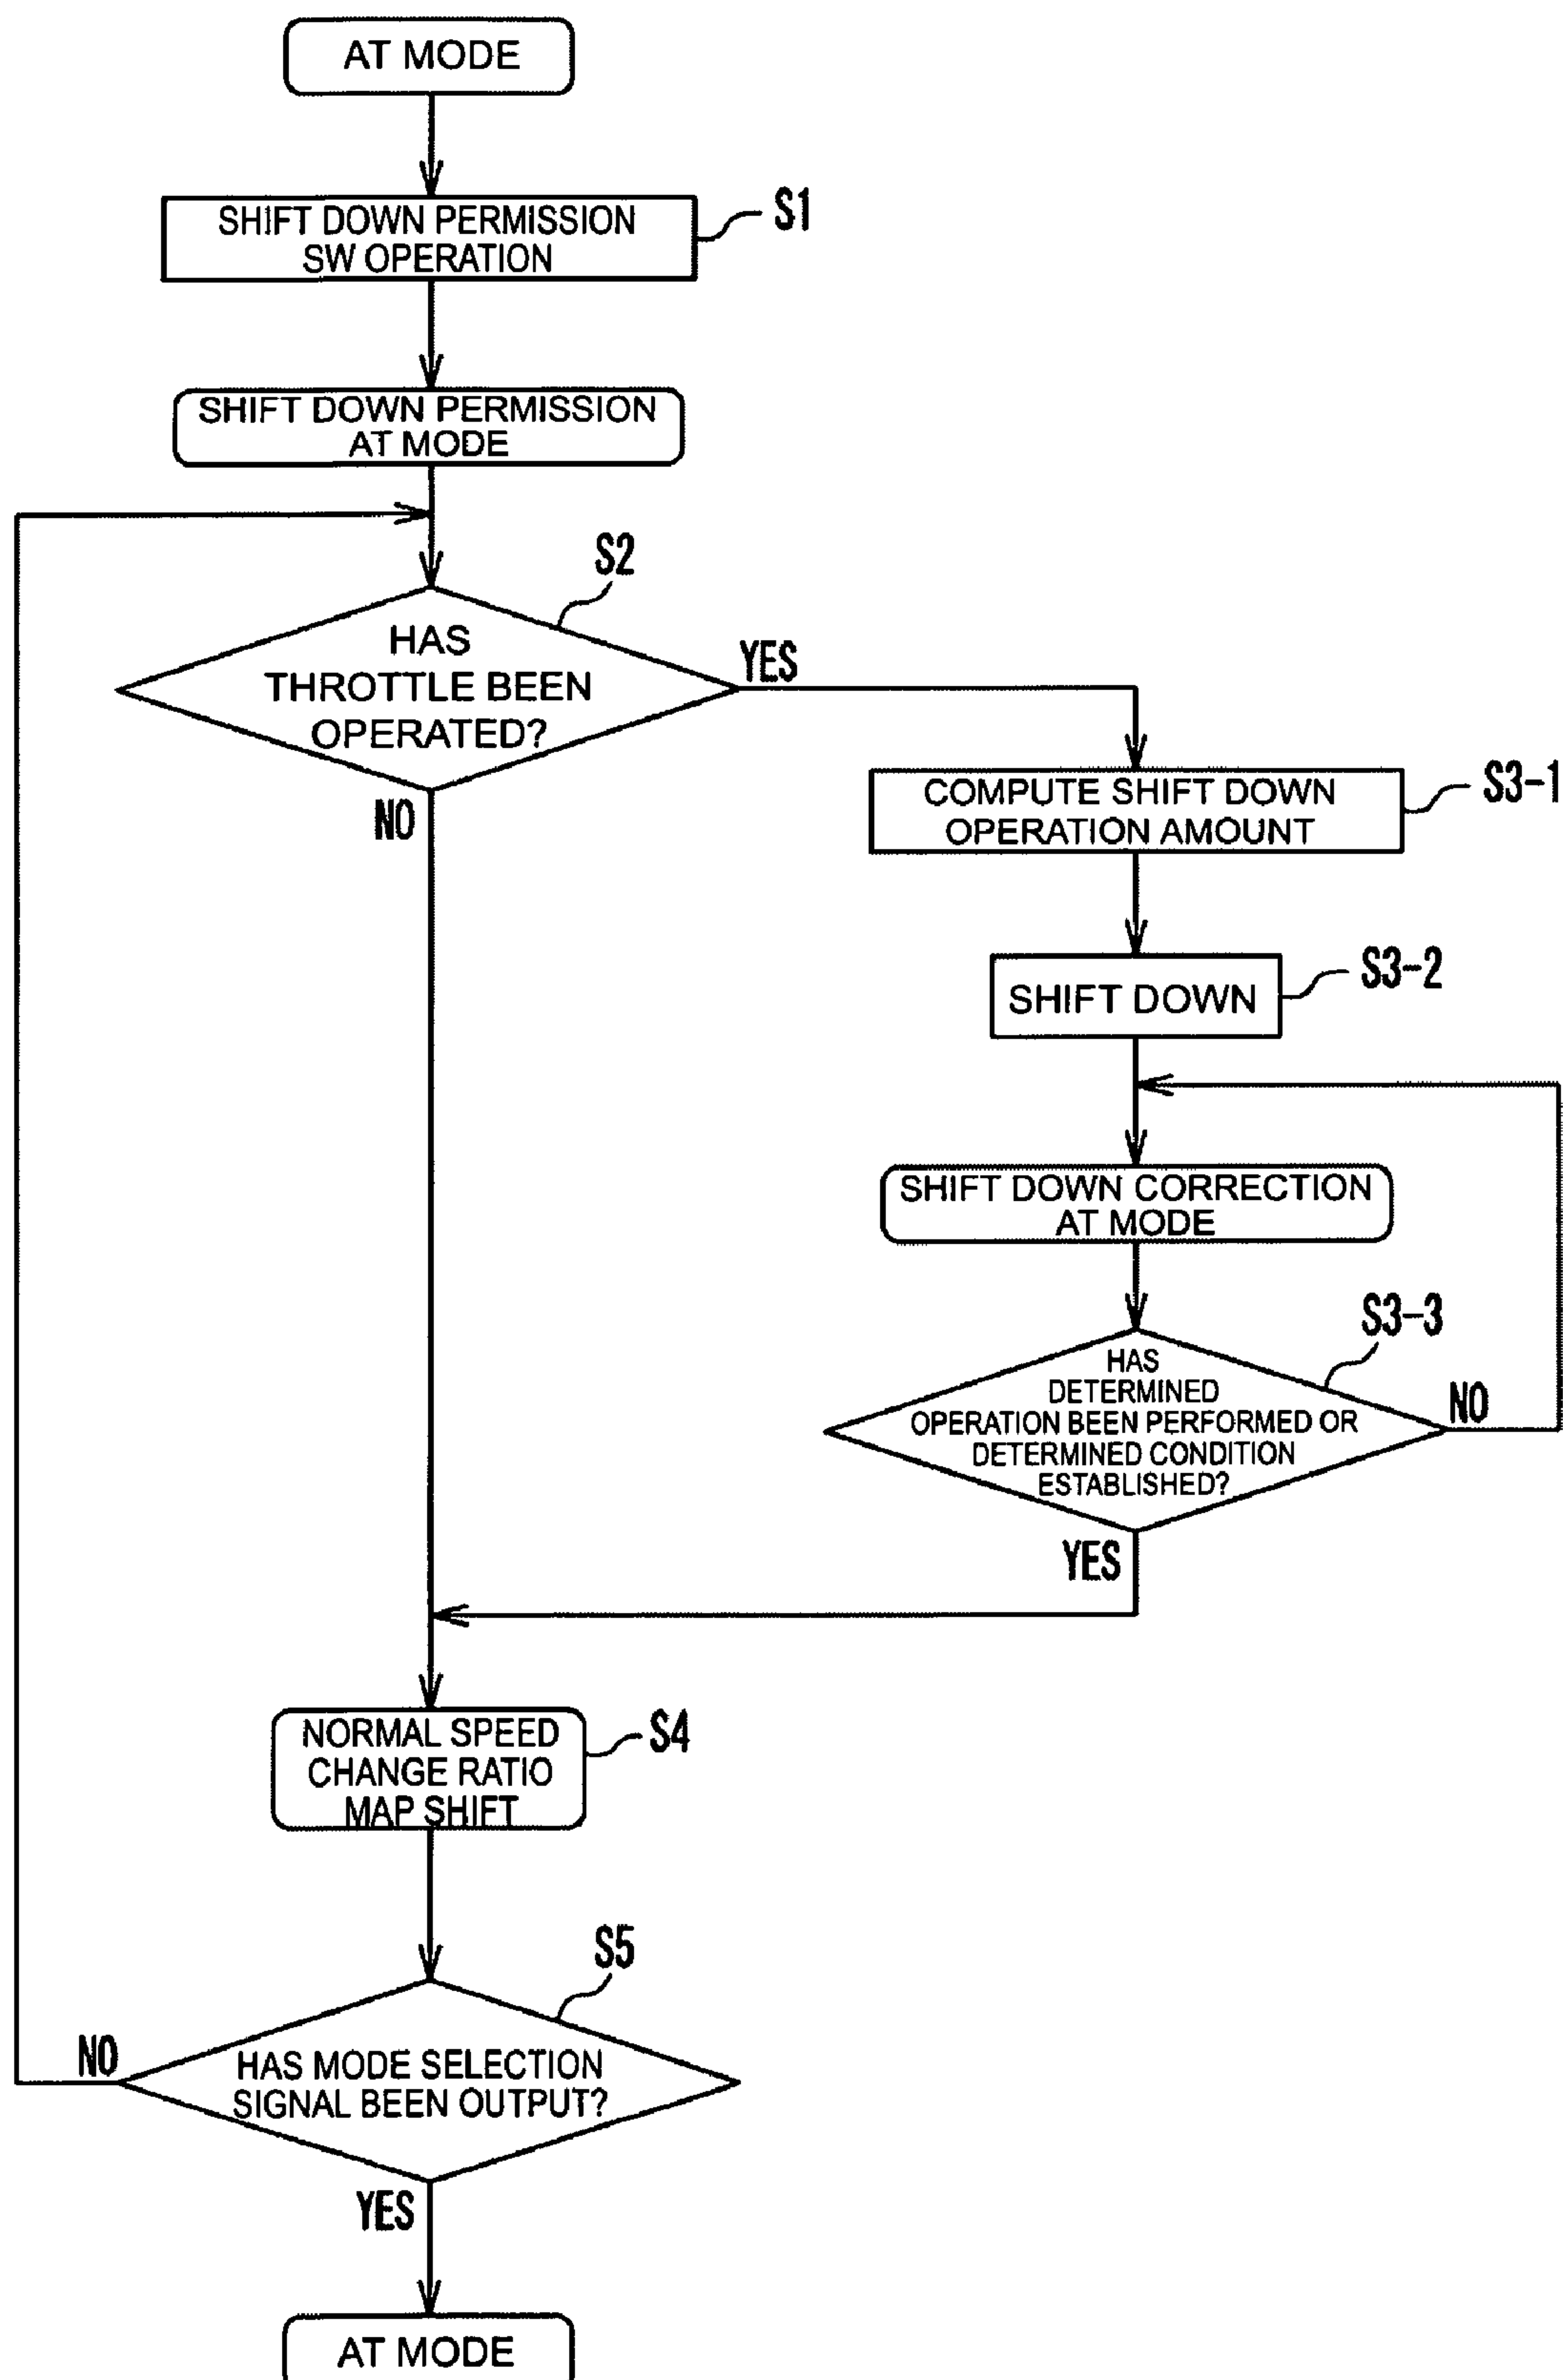 AT MODE
SHIFT DOWN PERMISSION
SW OPERATION
S1
SHIFT DOWN PERMISSION
AT MODE
S2
HAS
THROTTLE BEEN
OPERATED?
YES
NO
COMPUTE SHIFT DOWN
OPERATION AMOUNT
S3-1
SHIFT DOWN
S3-2
SHIFT DOWN CORRECTION
AT MODE
S3-3
HAS
DETERMINED
OPERATION BEEN PERFORMED OR
DETERMINED CONDITION
ESTABLISHED?
NO
YES
NORMAL SPEED
CHANGE RATIO
MAP SHIFT
S4
S5
HAS MODE SELECTION
SIGNAL BEEN OUTPUT?
NO
YES
AT MODE